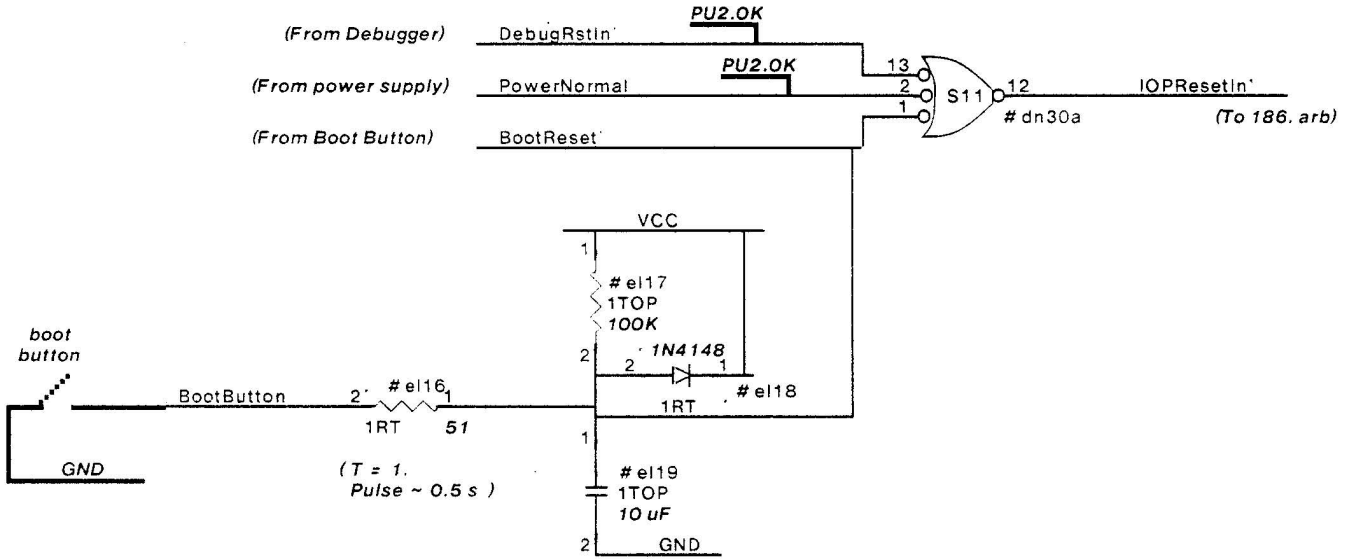 PU2.0K
(From Debugger) DebugRstIn'
PU2.0K
(From power supply) PowerNormal
(From Boot Button) BootReset'
13
2
1
S11
12
IOPResetIn'
# dn30a
(To 186.arb)
VCC
1
# el17
1TOP
100K
2
1N4148
2 1
# el18
1RT
boot
button
BootButton
2 # el16 1
1RT 51
GND
(T = 1.
Pulse ~ 0.5 s)
1
# el19
1TOP
10 uF
2
GND